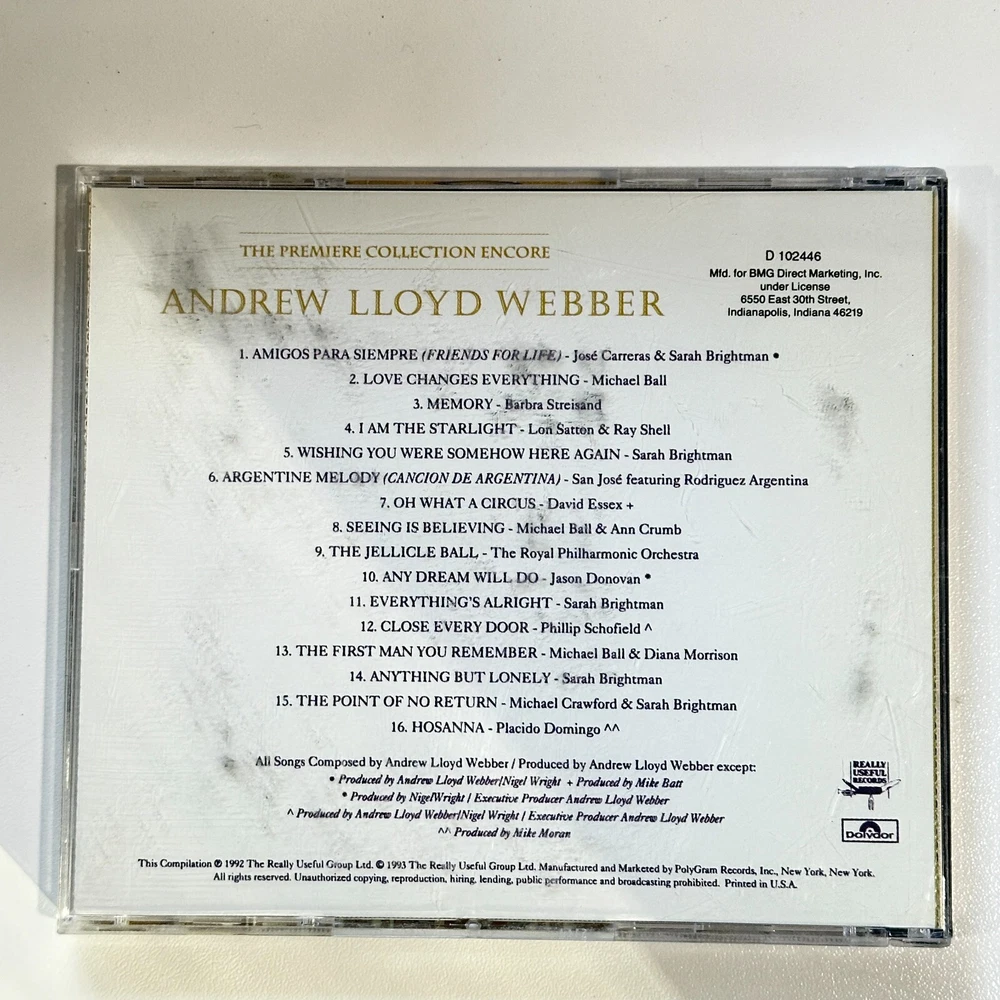 THE PREMIERE COLLECTION ENCORE
ANDREW LLOYD WEBBER
D 102446
Mfd. for BMG Direct Marketing, Inc.
under License
6550 East 30th Street,
Indianapolis, Indiana 46219
1. AMIGOS PARA SIEMPRE (FRIENDS FOR LIFE) - José Carreras & Sarah Brightman •
2. LOVE CHANGES EVERYTHING - Michael Ball
3. MEMORY - Barbra Streisand
4. I AM THE STARLIGHT - Lon Satton & Ray Shell
5. WISHING YOU WERE SOMEHOW HERE AGAIN - Sarah Brightman
6. ARGENTINE MELODY (CANCION DE ARGENTINA) - San José featuring Rodriguez Argentina
7. OH WHAT A CIRCUS - David Essex +
8. SEEING IS BELIEVING - Michael Ball & Ann Crumb
9. THE JELLICLE BALL - The Royal Philharmonic Orchestra
10. ANY DREAM WILL DO - Jason Donovan *
11. EVERYTHING'S ALRIGHT - Sarah Brightman
12. CLOSE EVERY DOOR - Phillip Schofield ^
13. THE FIRST MAN YOU REMEMBER - Michael Ball & Diana Morrison
14. ANYTHING BUT LONELY - Sarah Brightman
15. THE POINT OF NO RETURN - Michael Crawford & Sarah Brightman
16. HOSANNA - Placido Domingo ^^
All Songs Composed by Andrew Lloyd Webber / Produced by Andrew Lloyd Webber except:
• Produced by Andrew Lloyd Webber/Nigel Wright + Produced by Mike Batt
* Produced by NigelWright / Executive Producer Andrew Lloyd Webber
^ Produced by Andrew Lloyd Webber/Nigel Wright / Executive Producer Andrew Lloyd Webber
^^ Produced by Mike Moran
REALLY
USEFUL
RECORDS
Polydor
This Compilation ℗ 1992 The Really Useful Group Ltd. © 1993 The Really Useful Group Ltd. Manufactured and Marketed by PolyGram Records, Inc., New York, New York.
All rights reserved. Unauthorized copying, reproduction, hiring, lending, public performance and broadcasting prohibited. Printed in U.S.A.